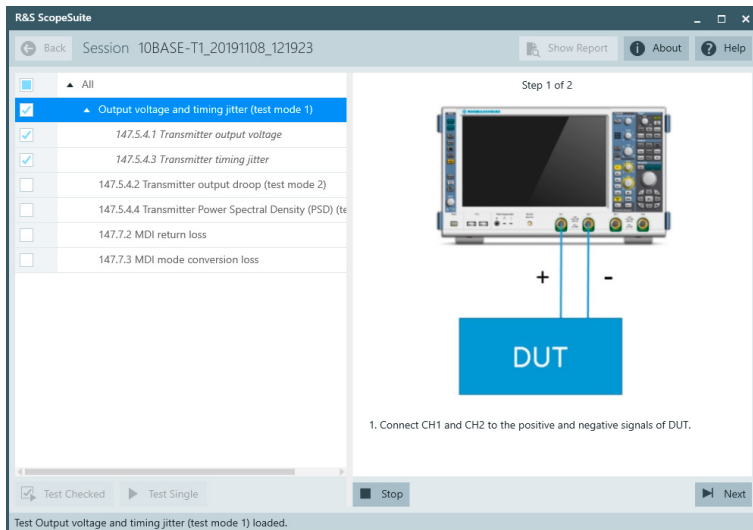 R&S ScopeSuite
Back Session 10BASE-T1_20191108_121923 Show Report About Help
All
Output voltage and timing jitter (test mode 1)
147.5.4.1 Transmitter output voltage
147.5.4.3 Transmitter timing jitter
147.5.4.2 Transmitter output droop (test mode 2)
147.5.4.4 Transmitter Power Spectral Density (PSD) (te
147.7.2 MDI return loss
147.7.3 MDI mode conversion loss
Step 1 of 2
+ -
DUT
1. Connect CH1 and CH2 to the positive and negative signals of DUT.
Test Checked Test Single Stop Next
Test Output voltage and timing jitter (test mode 1) loaded.